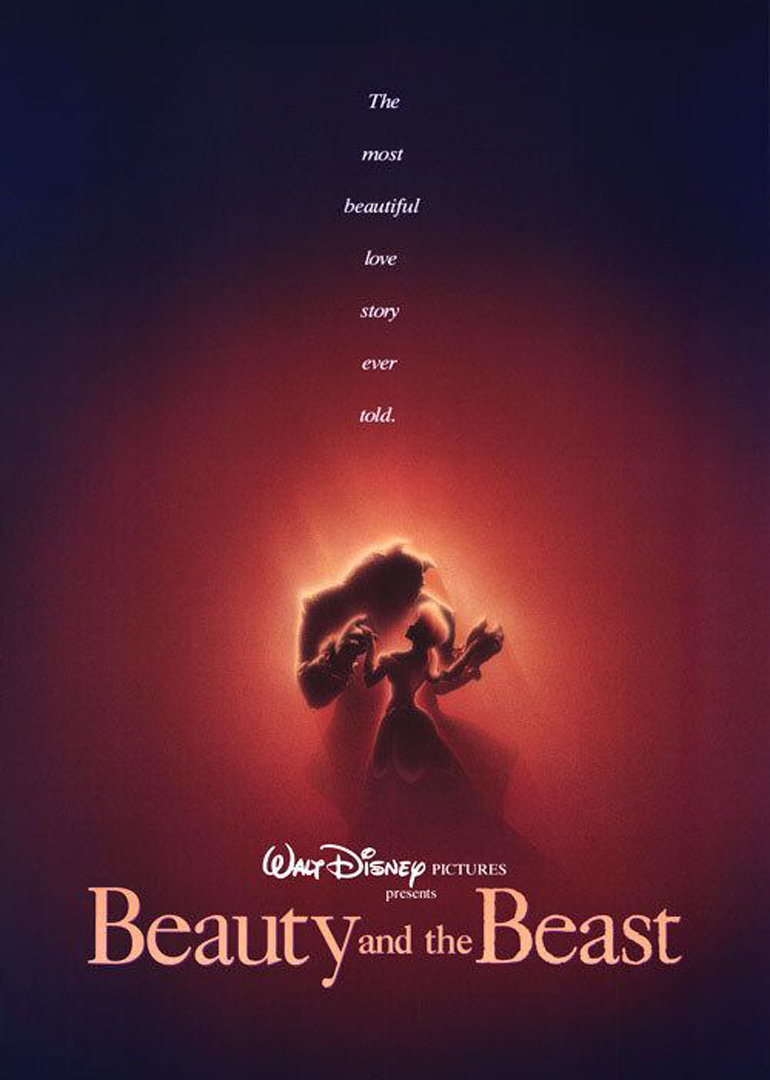 The
most
beautiful
love
story
ever
told.
WALT DISNEY PICTURES
presents
Beauty and the Beast